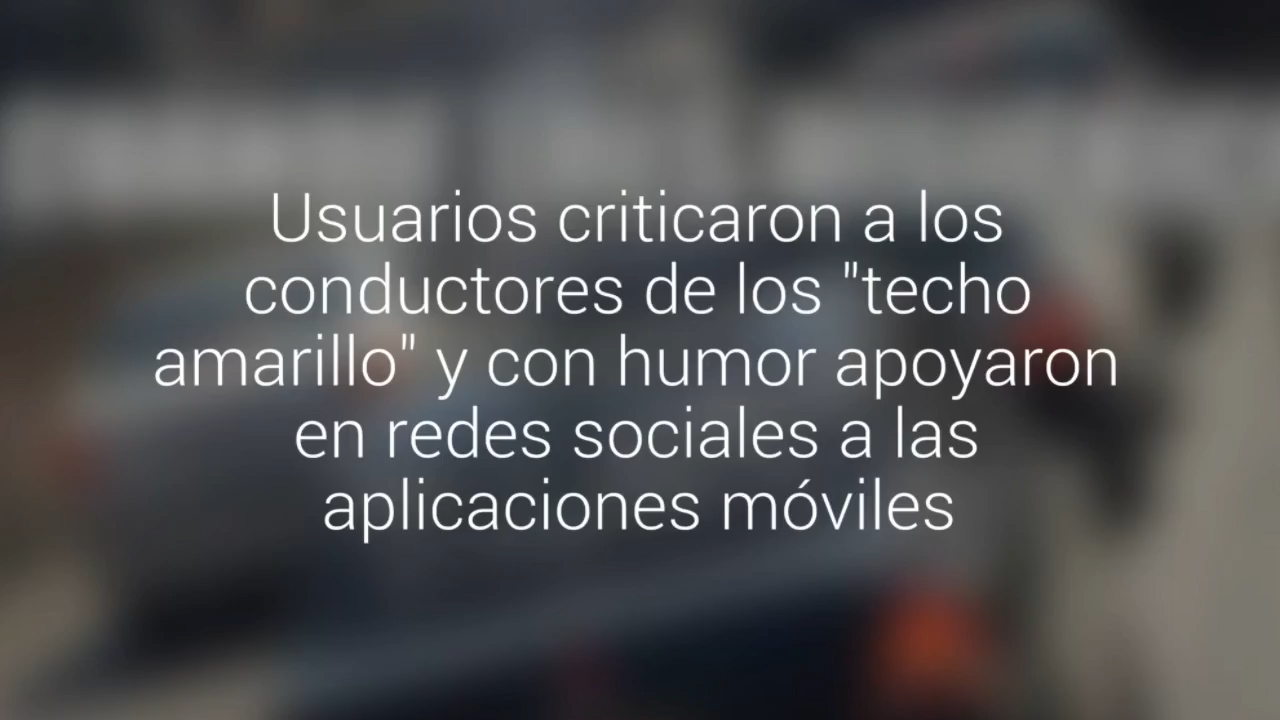 Usuarios criticaron a los
conductores de los "techo
amarillo" y con humor apoyaron
en redes sociales a las
aplicaciones móviles